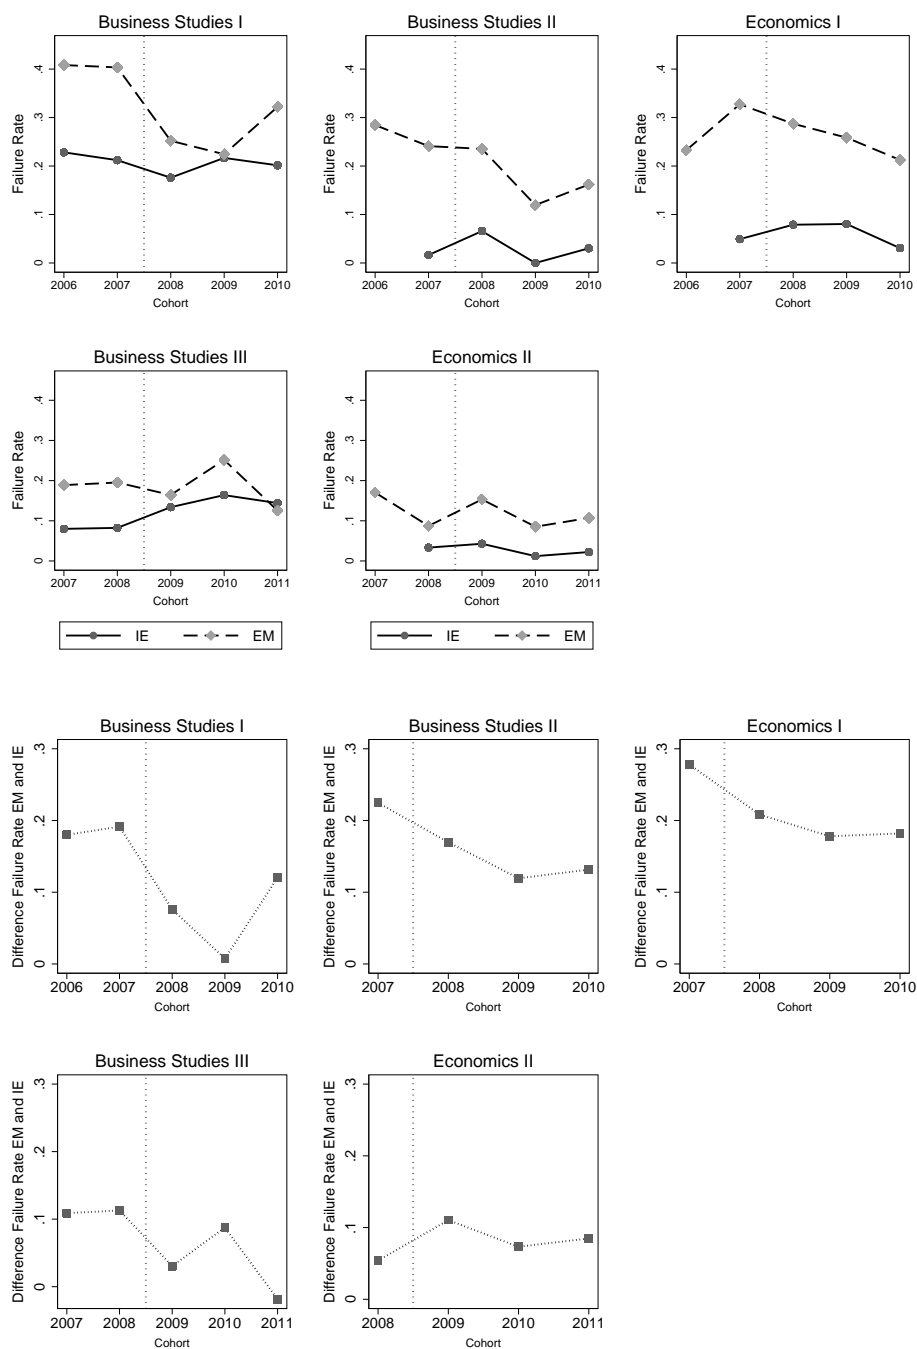 Business Studies I
Failure Rate
.4
.3
.2
.1
0
2006 2007 2008 2009 2010
Cohort
Business Studies II
Failure Rate
.4
.3
.2
.1
0
2006 2007 2008 2009 2010
Cohort
Economics I
Failure Rate
.4
.3
.2
.1
0
2006 2007 2008 2009 2010
Cohort
Business Studies III
Failure Rate
.4
.3
.2
.1
0
2007 2008 2009 2010 2011
Cohort
IE EM
Economics II
Failure Rate
.4
.3
.2
.1
0
2007 2008 2009 2010 2011
Cohort
IE EM
Business Studies I
Difference Failure Rate EM and IE
.3
.2
.1
0
2006 2007 2008 2009 2010
Cohort
Business Studies II
Difference Failure Rate EM and IE
.3
.2
.1
0
2007 2008 2009 2010
Cohort
Economics I
Difference Failure Rate EM and IE
.3
.2
.1
0
2007 2008 2009 2010
Cohort
Business Studies III
Difference Failure Rate EM and IE
.3
.2
.1
0
2007 2008 2009 2010 2011
Cohort
Economics II
Difference Failure Rate EM and IE
.3
.2
.1
0
2008 2009 2010 2011
Cohort